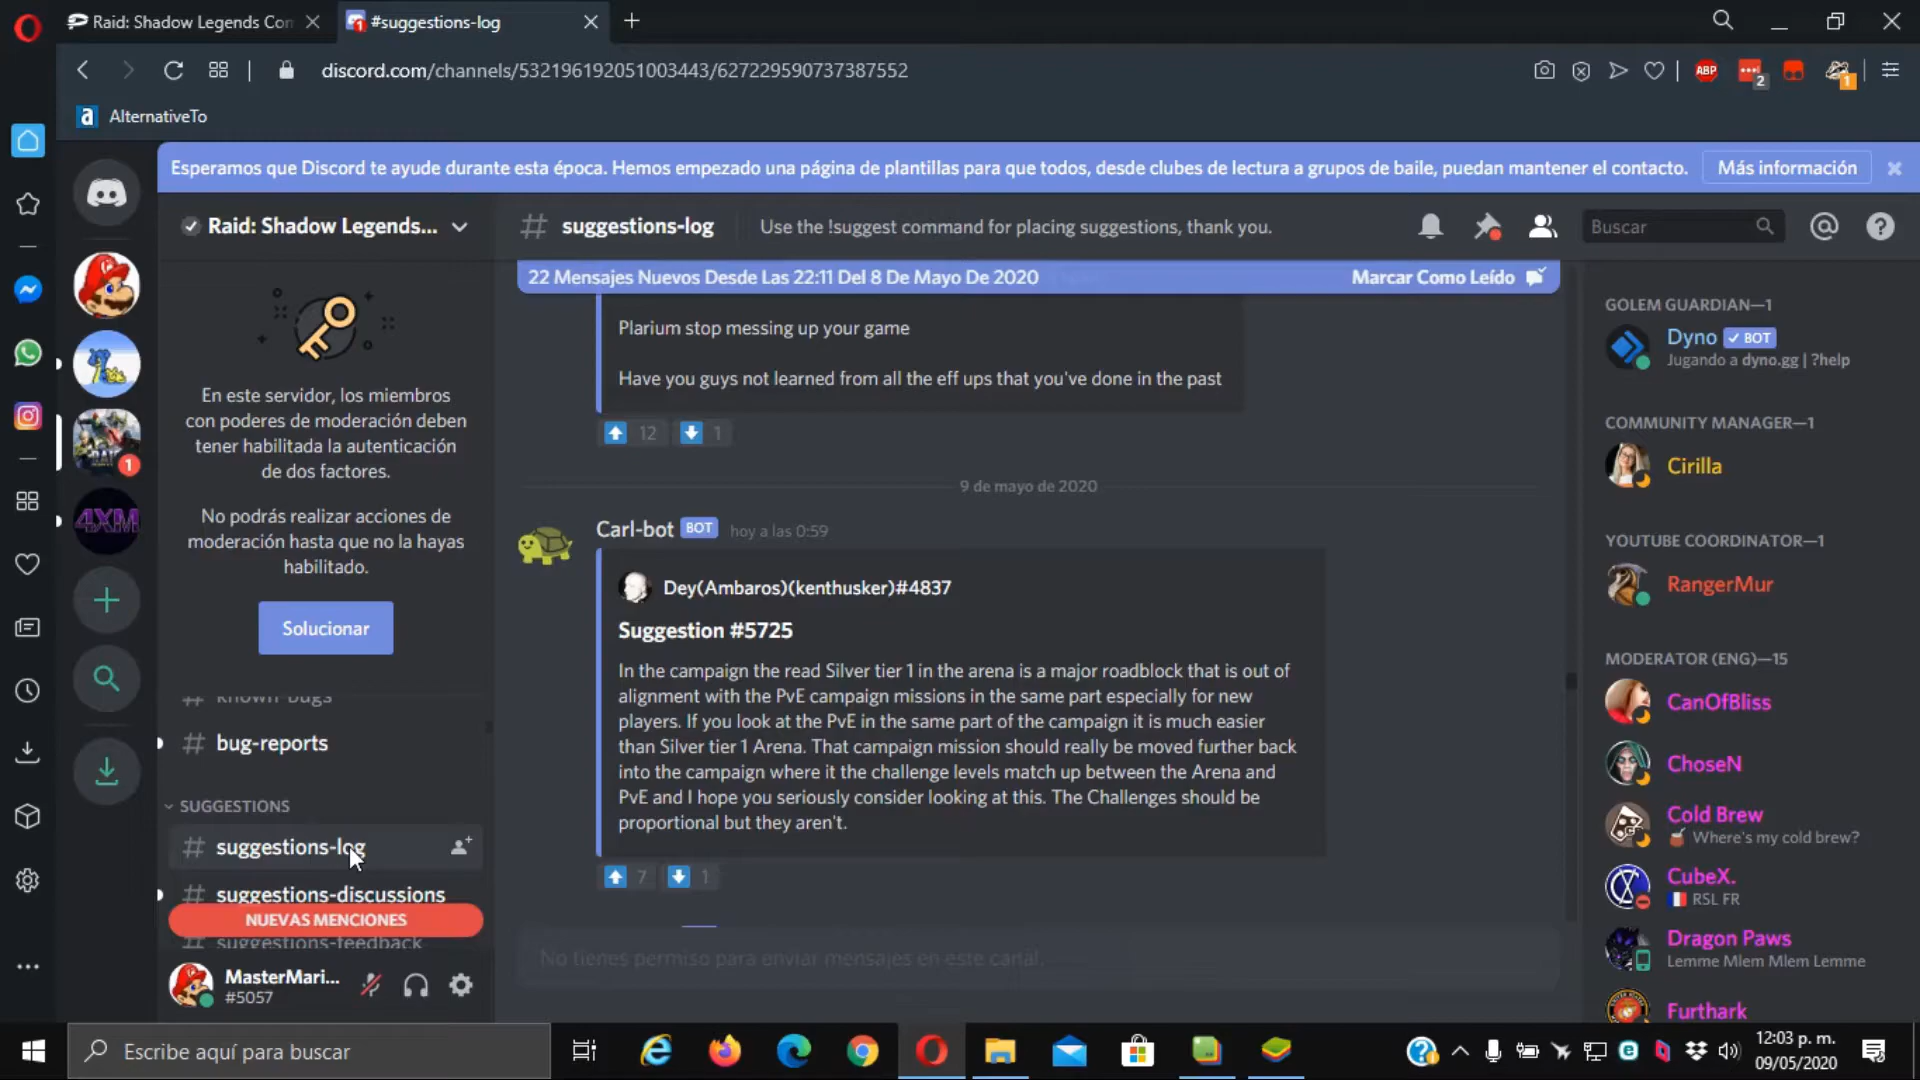 Raid: Shadow Legends Con
#suggestions-log
discord.com/channels/532196192051003443/627229590737387552
ABP
2
1
a AlternativeTo
Esperamos que Discord te ayude durante esta época. Hemos empezado una página de plantillas para que todos, desde clubes de lectura a grupos de baile, puedan mantener el contacto.
Más información
Raid: Shadow Legends...
suggestions-log
Use the !suggest command for placing suggestions, thank you.
Buscar
22 Mensajes Nuevos Desde Las 22:11 Del 8 De Mayo De 2020
Marcar Como Leído
En este servidor, los miembros
con poderes de moderación deben
tener habilitada la autenticación
de dos factores.
No podrás realizar acciones de
moderación hasta que no la hayas
habilitado.
Solucionar
1
4XM
known-bugs
bug-reports
SUGGESTIONS
suggestions-log
suggestions-discussions
NUEVAS MENCIONES
suggestions-feedback
MasterMari...
#5057
Plarium stop messing up your game
Have you guys not learned from all the eff ups that you've done in the past
12
1
9 de mayo de 2020
Carl-bot BOT hoy a las 0:59
Dey(Ambaros)(kenthusker)#4837
Suggestion #5725
In the campaign the read Silver tier 1 in the arena is a major roadblock that is out of
alignment with the PvE campaign missions in the same part especially for new
players. If you look at the PvE in the same part of the campaign it is much easier
than Silver tier 1 Arena. That campaign mission should really be moved further back
into the campaign where it the challenge levels match up between the Arena and
PvE and I hope you seriously consider looking at this. The Challenges should be
proportional but they aren't.
7
1
No tienes permiso para enviar mensajes en este canal.
GOLEM GUARDIAN—1
Dyno BOT
Jugando a dyno.gg | ?help
COMMUNITY MANAGER—1
Cirilla
YOUTUBE COORDINATOR—1
RangerMur
MODERATOR (ENG)—15
CanOfBliss
ChoseN
Cold Brew
Where's my cold brew?
CubeX.
RSL FR
Dragon Paws
Lemme Mlem Mlem Lemme
Furthark
Escribe aquí para buscar
12:03 p. m.
09/05/2020